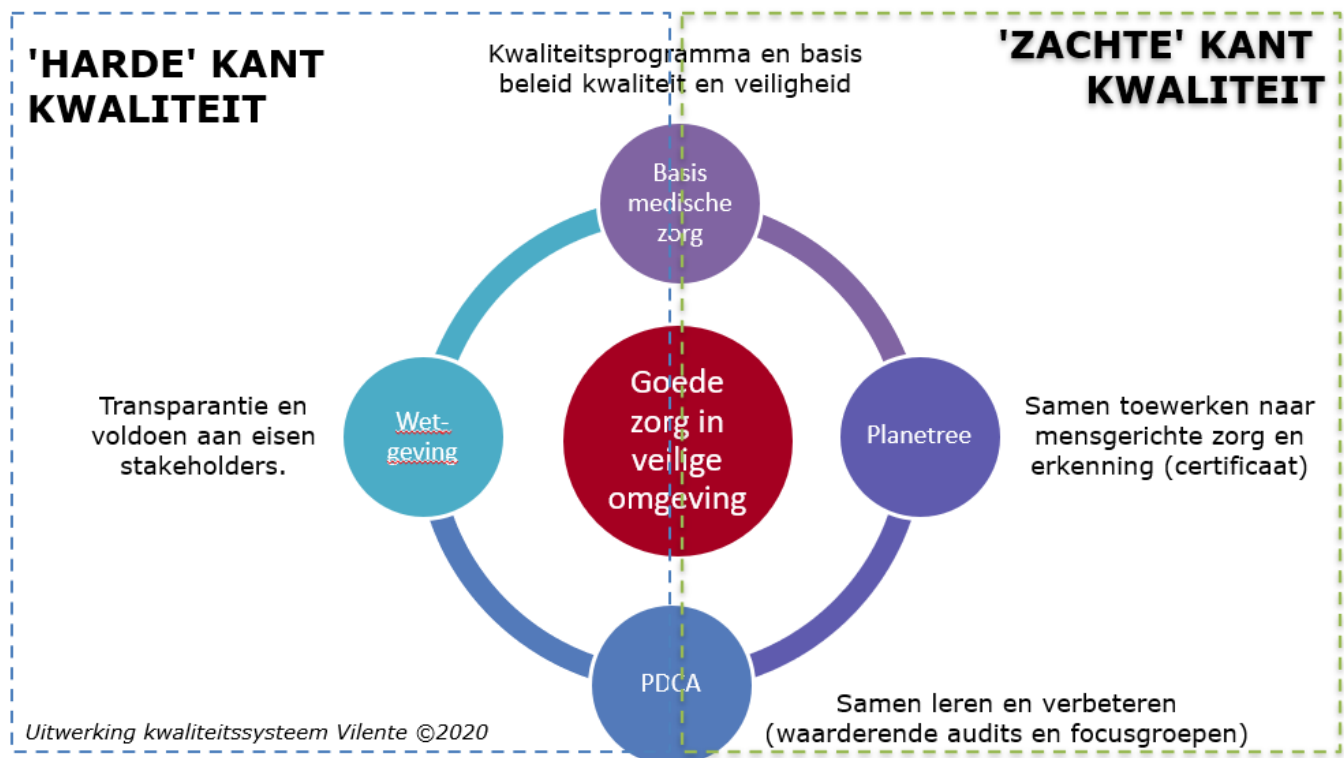 'HARDE' KANT
KWALITEIT
Kwaliteitsprogramma en basis
beleid kwaliteit en veiligheid
'ZACHTE' KANT
KWALITEIT
Basis
medische
zorg
Transparantie en
voldoen aan eisen
stakeholders.
Wet-
geving
Goede
zorg in
veilige
omgeving
Planetree
Samen toewerken naar
mensgerichte zorg en
erkenning (certificaat)
PDCA
Samen leren en verbeteren
(waarderende audits en focusgroepen)
Uitwerking kwaliteitssysteem Vilente ©2020